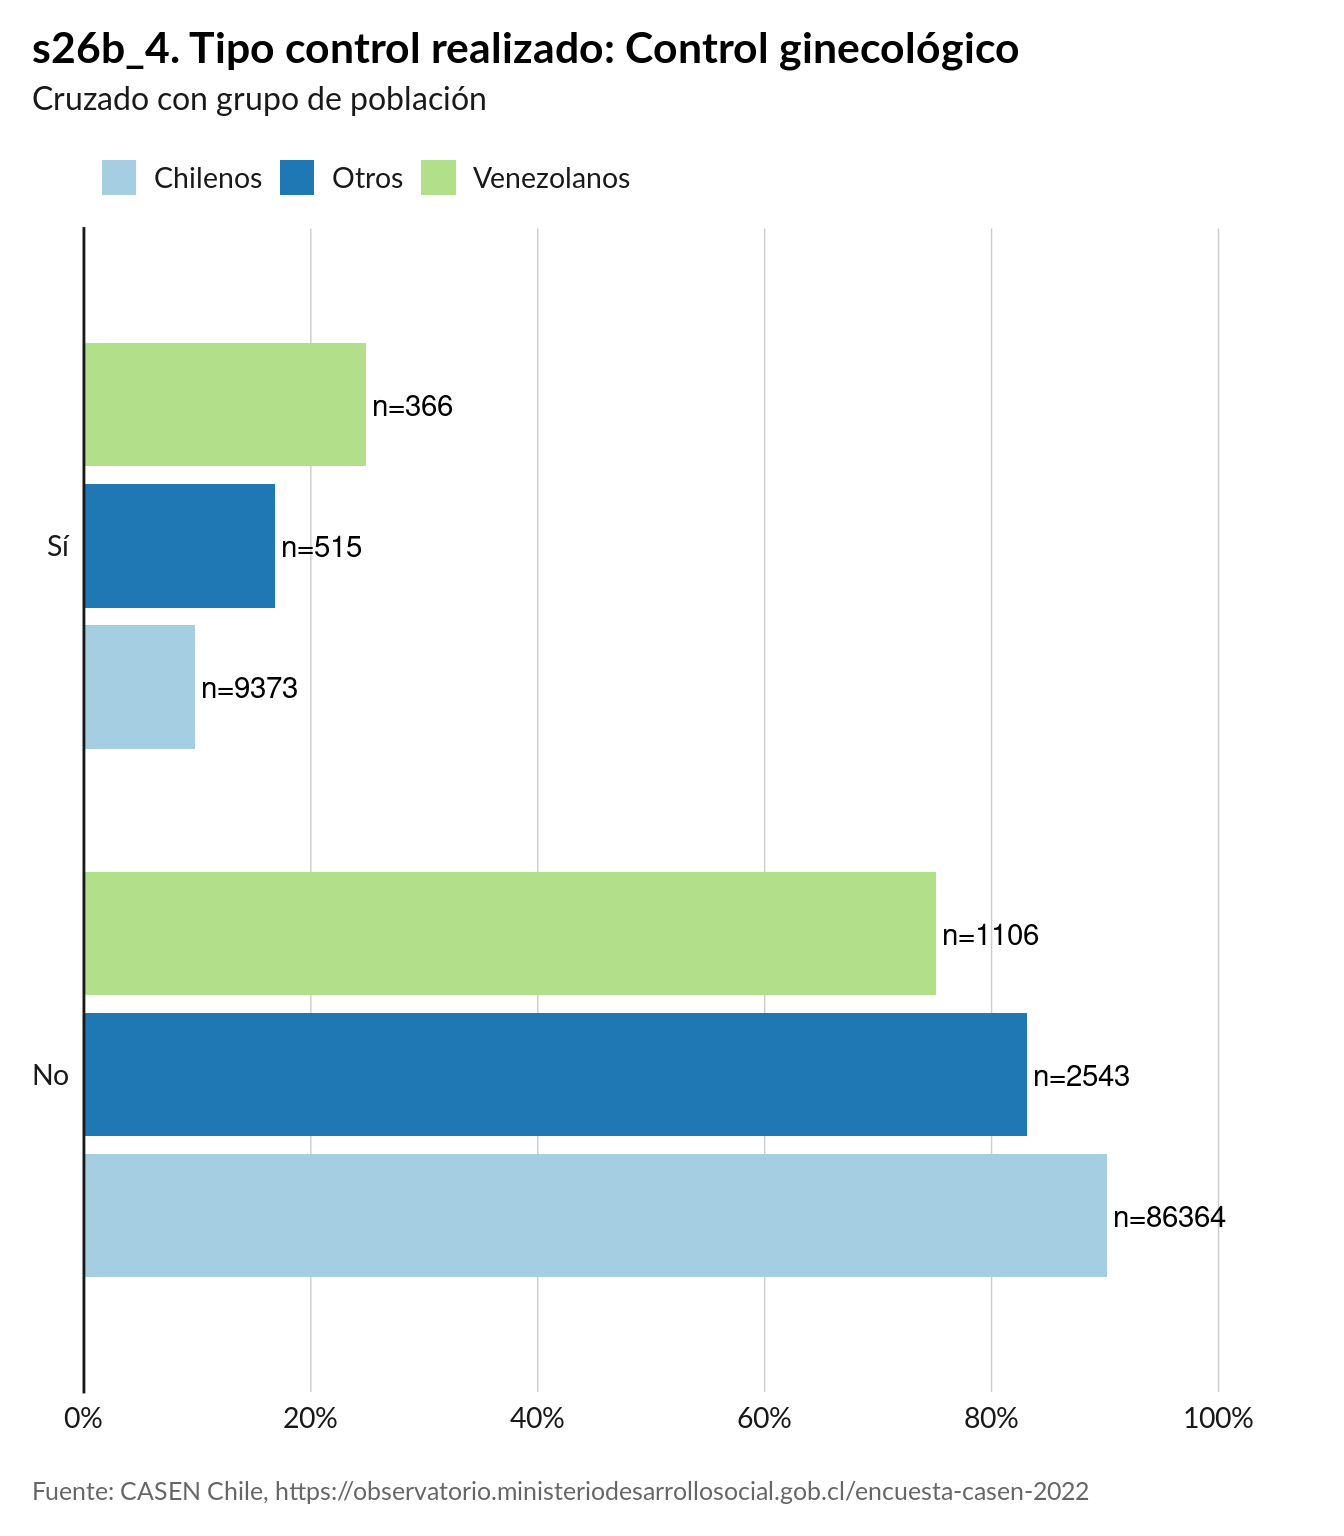 s26b_4. Tipo control realizado: Control ginecológico
Cruzado con grupo de población
Chilenos Otros Venezolanos
n=366
Sí n=515
n=9373
n=1106
No n=2543
n=86364
0% 20% 40% 60% 80% 100%
Fuente: CASEN Chile, https://observatorio.ministeriodesarrollosocial.gob.cl/encuesta-casen-2022